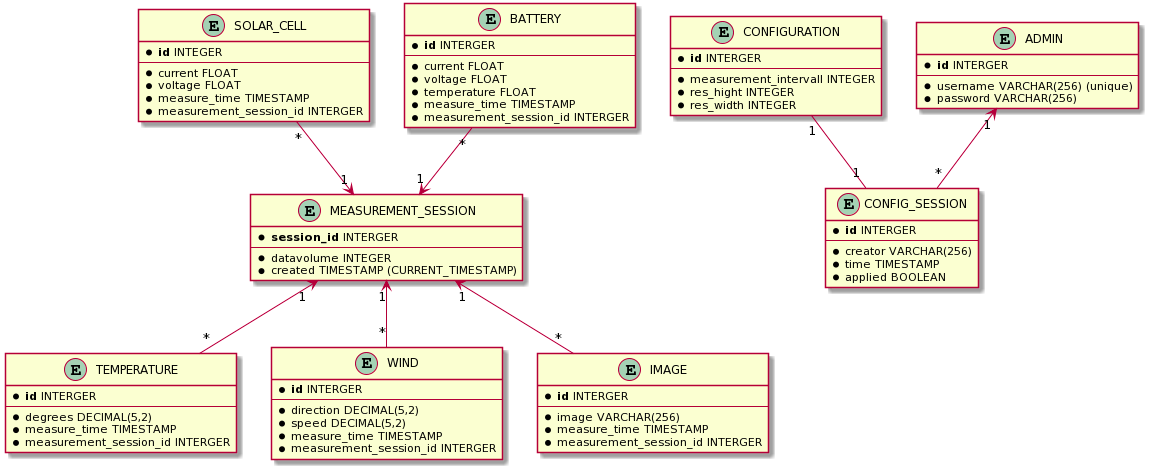 E SOLAR_CELL
id INTEGER
current FLOAT
voltage FLOAT
measure_time TIMESTAMP
measurement_session_id INTERGER
E BATTERY
id INTERGER
current FLOAT
voltage FLOAT
temperature FLOAT
measure_time TIMESTAMP
measurement_session_id INTERGER
E CONFIGURATION
id INTERGER
measurement_intervall INTEGER
res_hight INTEGER
res_width INTEGER
E ADMIN
id INTERGER
username VARCHAR(256) (unique)
password VARCHAR(256)
* 1
* 1
1 1
1 *
E MEASUREMENT_SESSION
session_id INTERGER
datavolume INTEGER
created TIMESTAMP (CURRENT_TIMESTAMP)
E CONFIG_SESSION
id INTERGER
creator VARCHAR(256)
time TIMESTAMP
applied BOOLEAN
1 *
1 *
1 *
E TEMPERATURE
id INTERGER
degrees DECIMAL(5,2)
measure_time TIMESTAMP
measurement_session_id INTERGER
E WIND
id INTERGER
direction DECIMAL(5,2)
speed DECIMAL(5,2)
measure_time TIMESTAMP
measurement_session_id INTERGER
E IMAGE
id INTERGER
image VARCHAR(256)
measure_time TIMESTAMP
measurement_session_id INTERGER